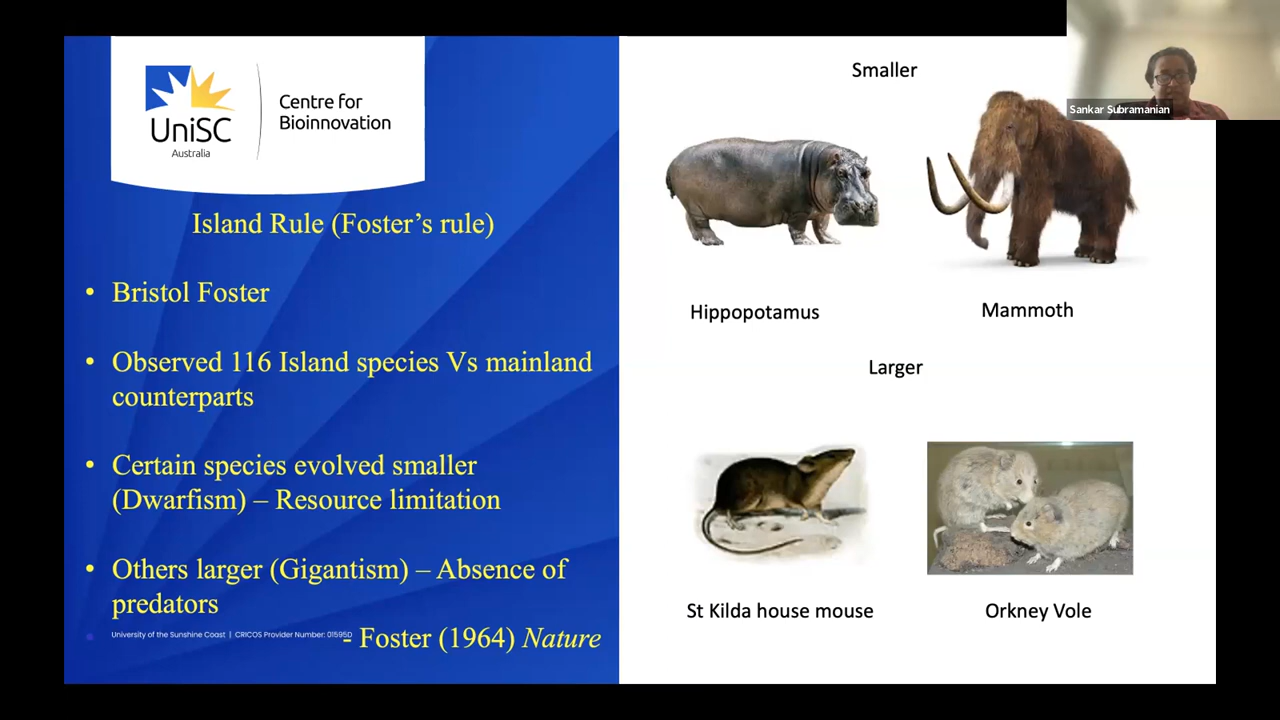 UniSC
Australia
Centre for
Bioinnovation
Island Rule (Foster's rule)
• Bristol Foster
• Observed 116 Island species Vs mainland
counterparts
• Certain species evolved smaller
(Dwarfism) – Resource limitation
• Others larger (Gigantism) – Absence of
predators
University of the Sunshine Coast | CRICOS Provider Number: 01595D
- Foster (1964) Nature
Smaller
Sankar Subramanian
Hippopotamus
Mammoth
Larger
St Kilda house mouse
Orkney Vole